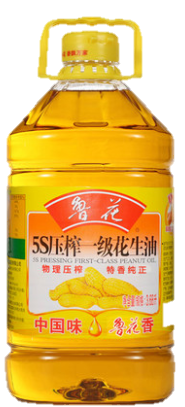 鲁花
5S压榨一级花生油
5S PRESSING FIRST-CLASS PEANUT OIL
物理压榨 特香纯正
中国味 鲁花香